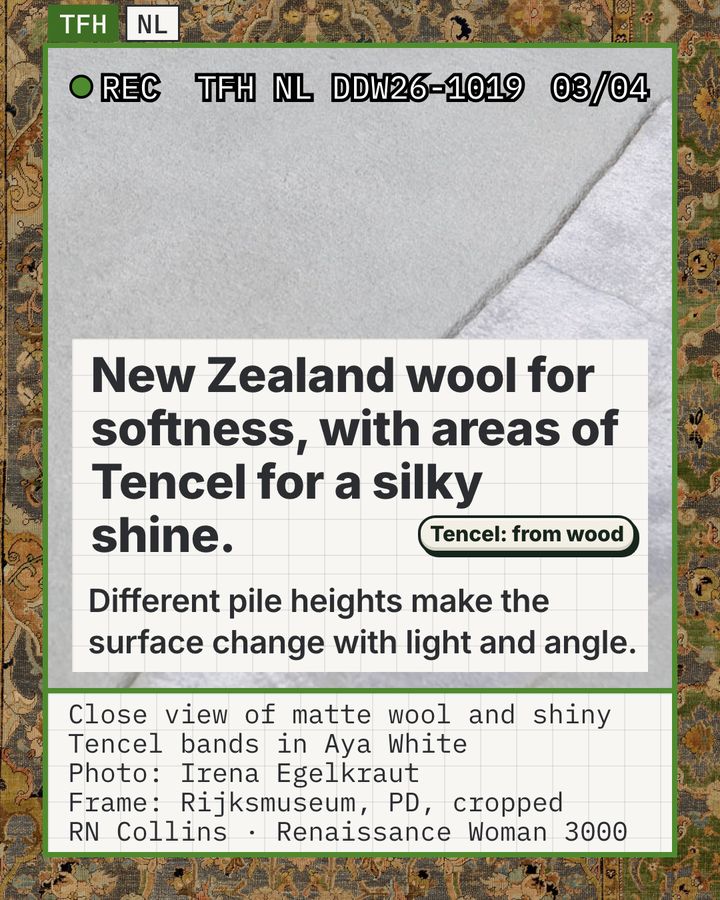 TFH NL
REC TFH NL DDW26-1019 03/04
New Zealand wool for
softness, with areas of
Tencel for a silky
shine.
Tencel: from wood
Different pile heights make the
surface change with light and angle.
Close view of matte wool and shiny
Tencel bands in Aya White
Photo: Irena Egelkraut
Frame: Rijksmuseum, PD, cropped
RN Collins · Renaissance Woman 3000